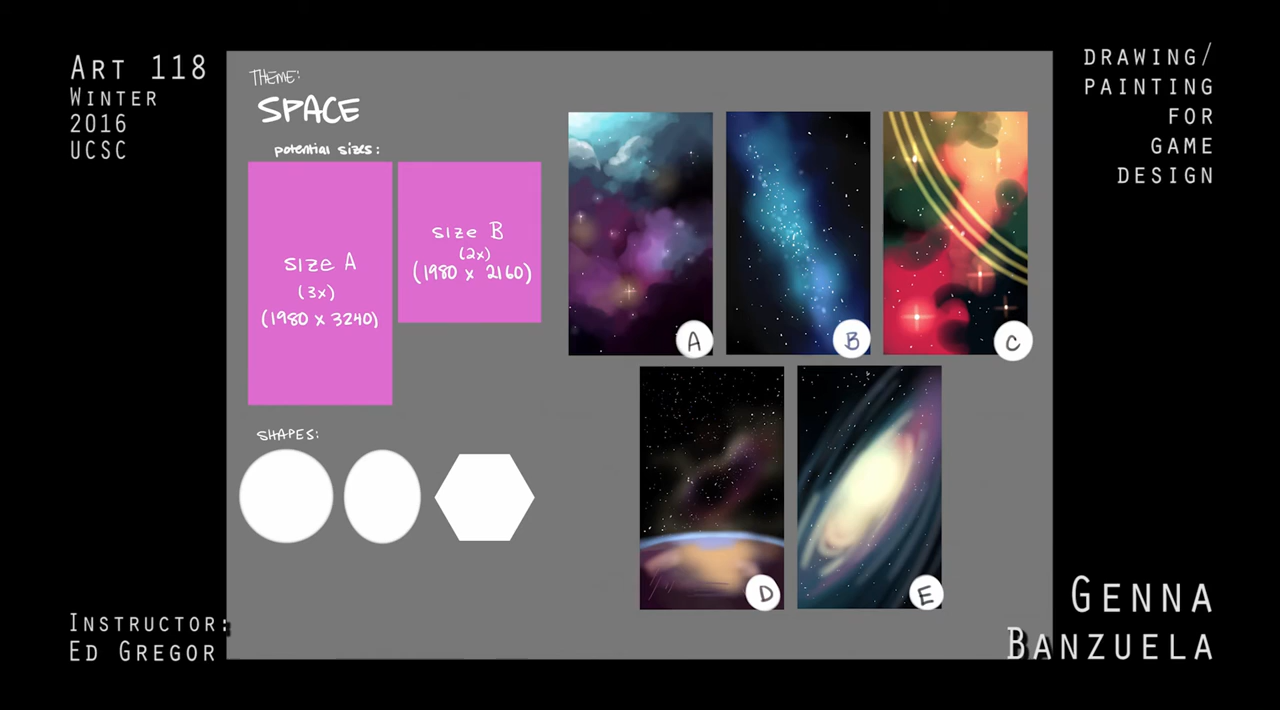 ART 118
WINTER
2016
UCSC
THEME:
SPACE
potential sizes:
size A
(3x)
(1980 x 3240)
size B
(2x)
(1980 x 2160)
SHAPES:
A
B
C
D
E
DRAWING/
PAINTING
FOR
GAME
DESIGN
INSTRUCTOR:
ED GREGOR
GENNA
BANZUELA